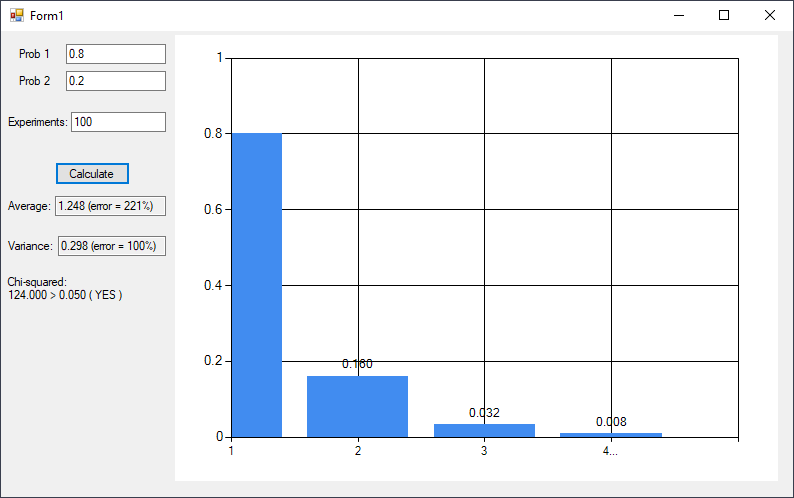 Form1
Prob 1 0.8
Prob 2 0.2
Experiments: 100
Calculate
Average: 1.248 (error = 221%)
Variance: 0.298 (error = 100%)
Chi-squared:
124.000 > 0.050 ( YES )
1
0.8
0.6
0.4
0.2
0
0.160
0.032
0.008
1 2 3 4...